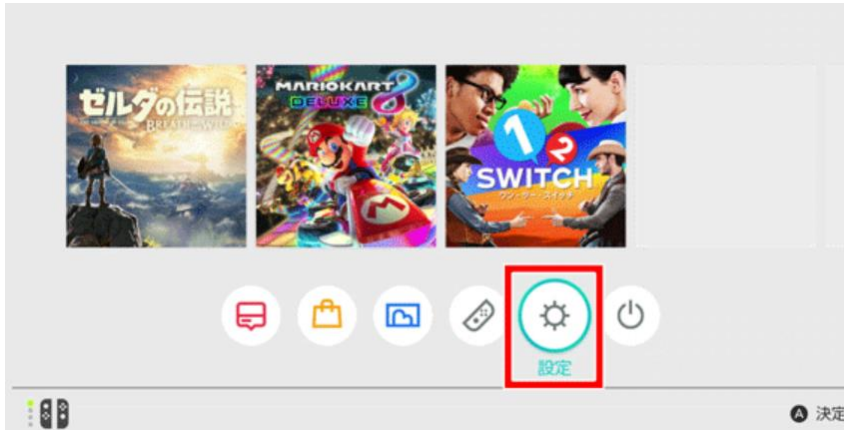 ゼルダの伝説
BREATH OF THE WILD
MARIOKART 8
DELUXE
1 2
SWITCH
ワン・ツー・スイッチ
設定
A 決定